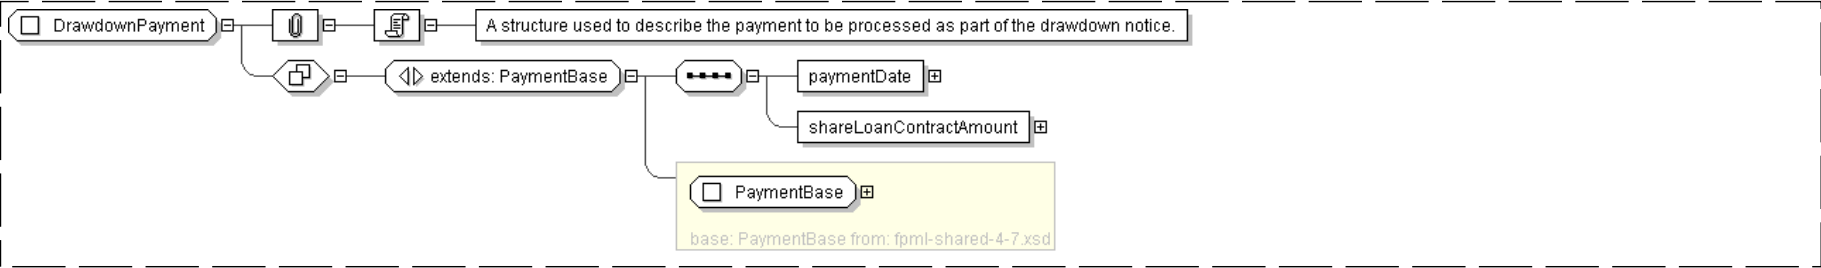 DrawdownPayment
A structure used to describe the payment to be processed as part of the drawdown notice.
extends: PaymentBase
paymentDate
shareLoanContractAmount
PaymentBase
base: PaymentBase from: fpml-shared-4-7.xsd